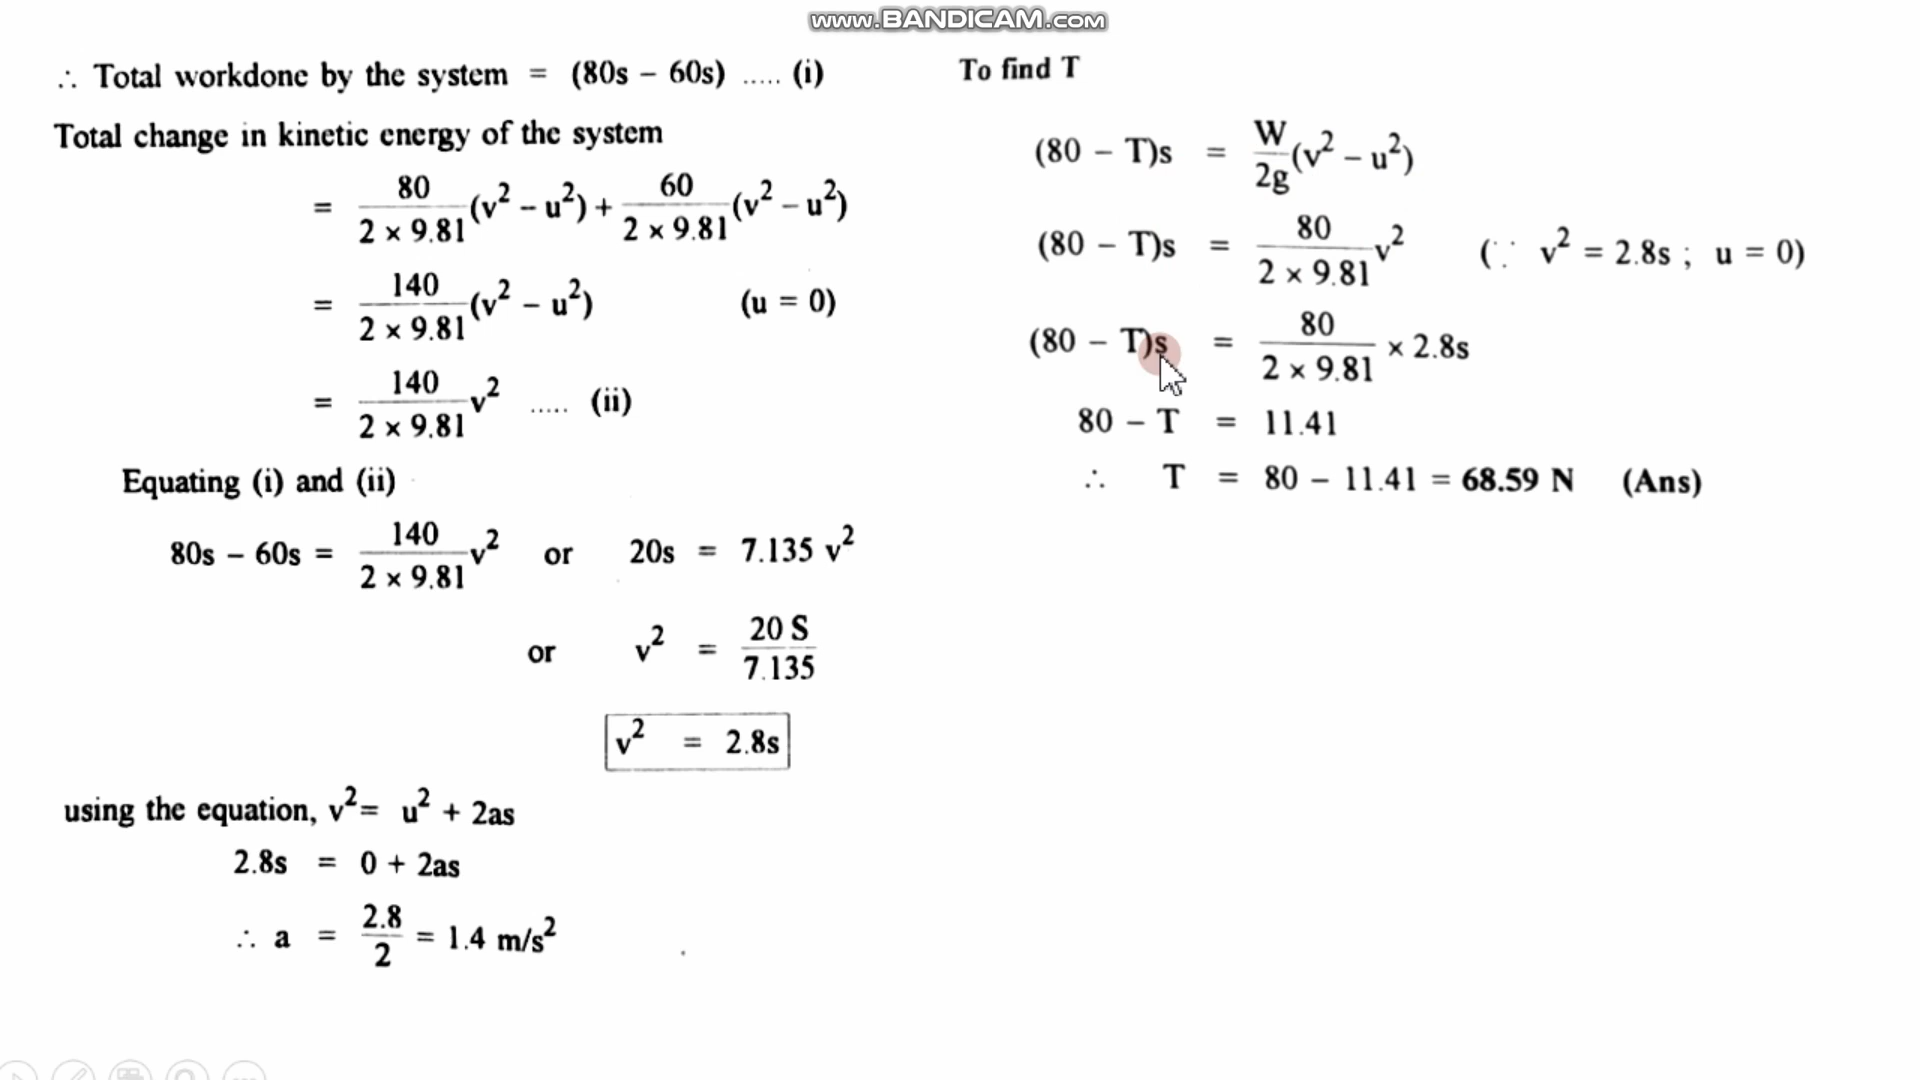 www.BANDICAM.com
∴ Total workdone by the system = (80s − 60s) ..... (i)
Total change in kinetic energy of the system
= 80/(2 × 9.81) (v² − u²) + 60/(2 × 9.81) (v² − u²)
= 140/(2 × 9.81) (v² − u²) (u = 0)
= 140/(2 × 9.81) v² ..... (ii)
Equating (i) and (ii)
80s − 60s = 140/(2 × 9.81) v² or 20s = 7.135 v²
or v² = 20 S/7.135
v² = 2.8s
using the equation, v² = u² + 2as
2.8s = 0 + 2as
∴ a = 2.8/2 = 1.4 m/s²
To find T
(80 − T)s = W/2g (v² − u²)
(80 − T)s = 80/(2 × 9.81) v² (∵ v² = 2.8s ; u = 0)
(80 − T)s = 80/(2 × 9.81) × 2.8s
80 − T = 11.41
∴ T = 80 − 11.41 = 68.59 N (Ans)